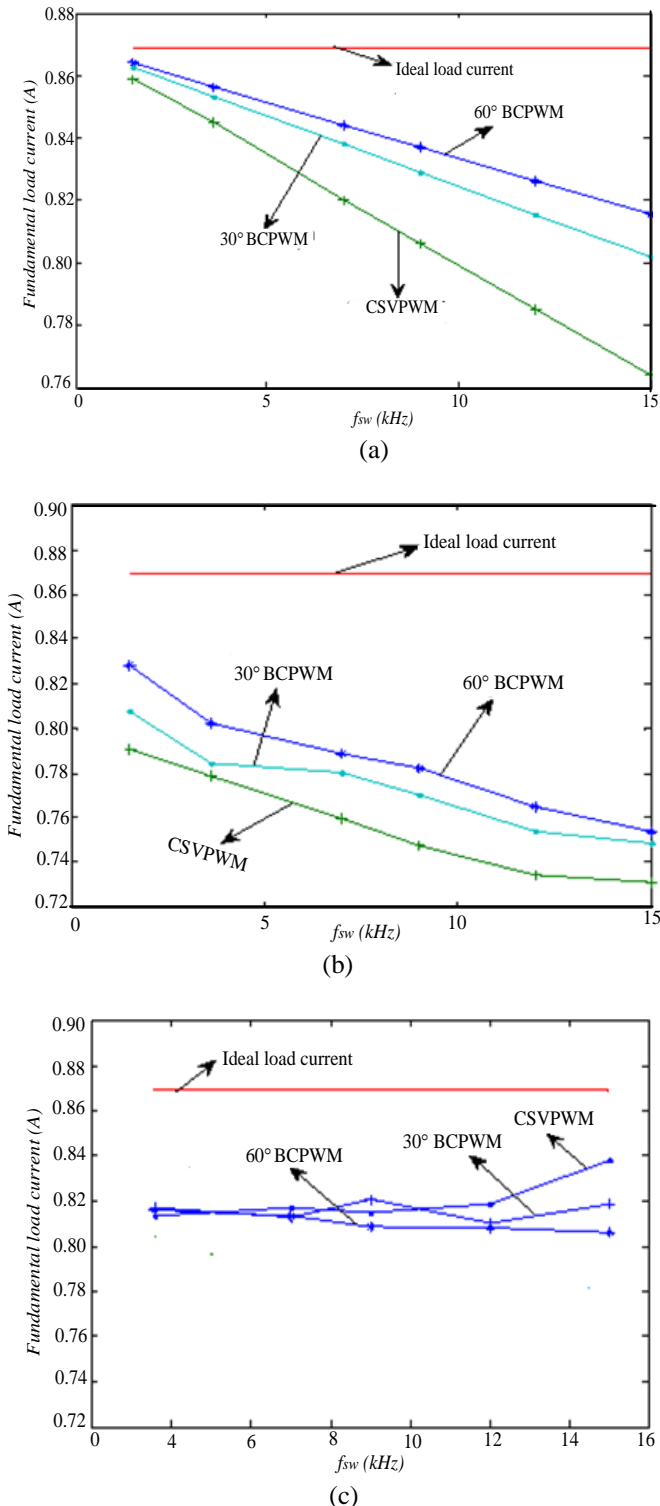 0.88
0.86
0.84
0.82
0.80
0.78
0.76
Fundamental load current (A)
Ideal load current
60° BCPWM
30° BCPWM
CSVPWM
0
5
10
15
fsw (kHz)
(a)
0.90
0.88
0.86
0.84
0.82
0.80
0.78
0.76
0.74
0.72
Fundamental load current (A)
Ideal load current
30° BCPWM
60° BCPWM
CSVPWM
0
5
10
15
fsw (kHz)
(b)
0.90
0.88
0.86
0.84
0.82
0.80
0.78
0.76
0.74
0.72
Fundamental load current (A)
Ideal load current
CSVPWM
60° BCPWM
30° BCPWM
0
4
6
8
10
12
14
16
fsw (kHz)
(c)